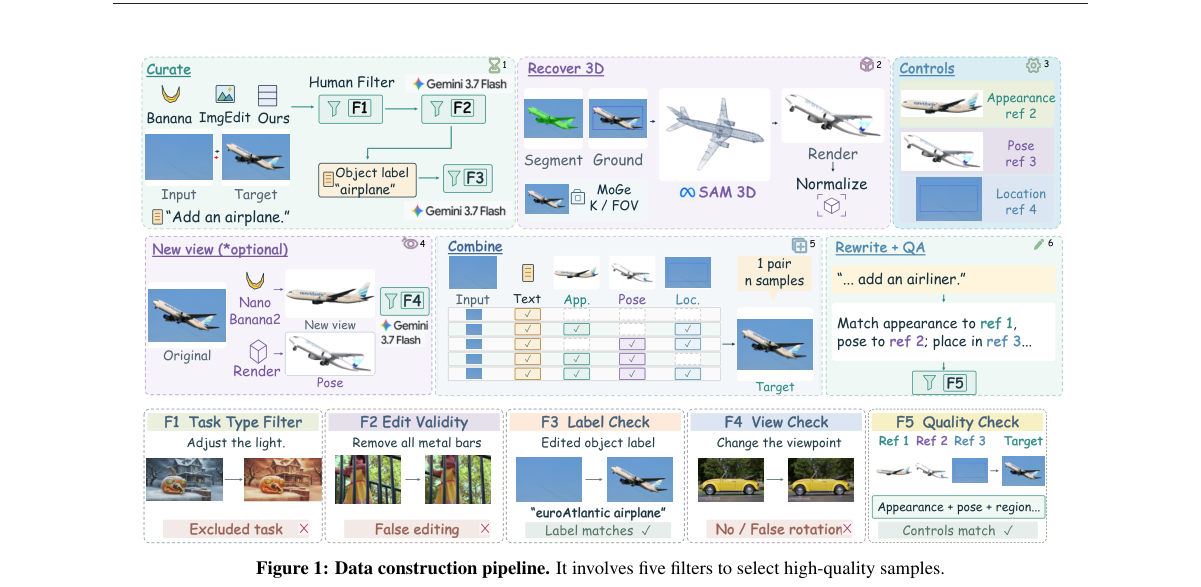 Curate
1
Human Filter
Gemini 3.7 Flash
F1
F2
Banana
ImgEdit
Ours
Object label
"airplane"
F3
Input
Target
Gemini 3.7 Flash
"Add an airplane."
Recover 3D
2
Segment
Ground
Render
Normalize
MoGe
K / FOV
SAM 3D
Controls
3
Appearance
ref 2
Pose
ref 3
Location
ref 4
New view (*optional)
4
Nano
Banana2
Original
New view
Render
Pose
F4
Gemini
3.7 Flash
Combine
5
1 pair
n samples
Input
Text
App.
Pose
Loc.
Target
Rewrite + QA
6
"... add an airliner."
Match appearance to ref 1,
pose to ref 2; place in ref 3...
F5
F1 Task Type Filter
Adjust the light.
Excluded task ×
F2 Edit Validity
Remove all metal bars
False editing ×
F3 Label Check
Edited object label
"euroAtlantic airplane"
Label matches ✓
F4 View Check
Change the viewpoint
No / False rotation ×
F5 Quality Check
Ref 1 Ref 2 Ref 3 Target
Appearance + pose + region...
Controls match ✓
Figure 1: Data construction pipeline. It involves five filters to select high-quality samples.